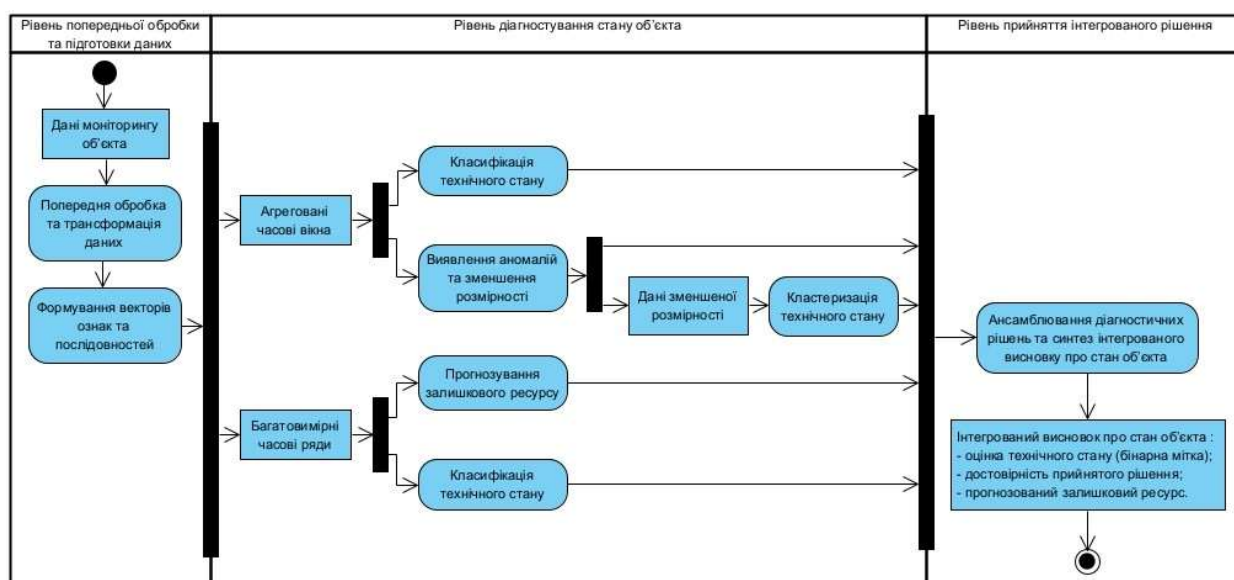 Рівень попередньої обробки
та підготовки даних
Рівень діагностування стану об'єкта
Рівень прийняття інтегрованого рішення
Дані моніторингу
об'єкта
Попередня обробка
та трансформація
даних
Формування векторів
ознак та
послідовностей
Агреговані
часові вікна
Класифікація
технічного стану
Виявлення аномалій
та зменшення
розмірності
Дані зменшеної
розмірності
Кластеризація
технічного стану
Багатовимірні
часові ряди
Прогнозування
залишкового ресурсу
Класифікація
технічного стану
Ансамблювання діагностичних
рішень та синтез інтегрованого
висновку про стан об'єкта
Інтегрований висновок про стан об'єкта :
- оцінка технічного стану (бінарна мітка);
- достовірність прийнятого рішення;
- прогнозований залишковий ресурс.